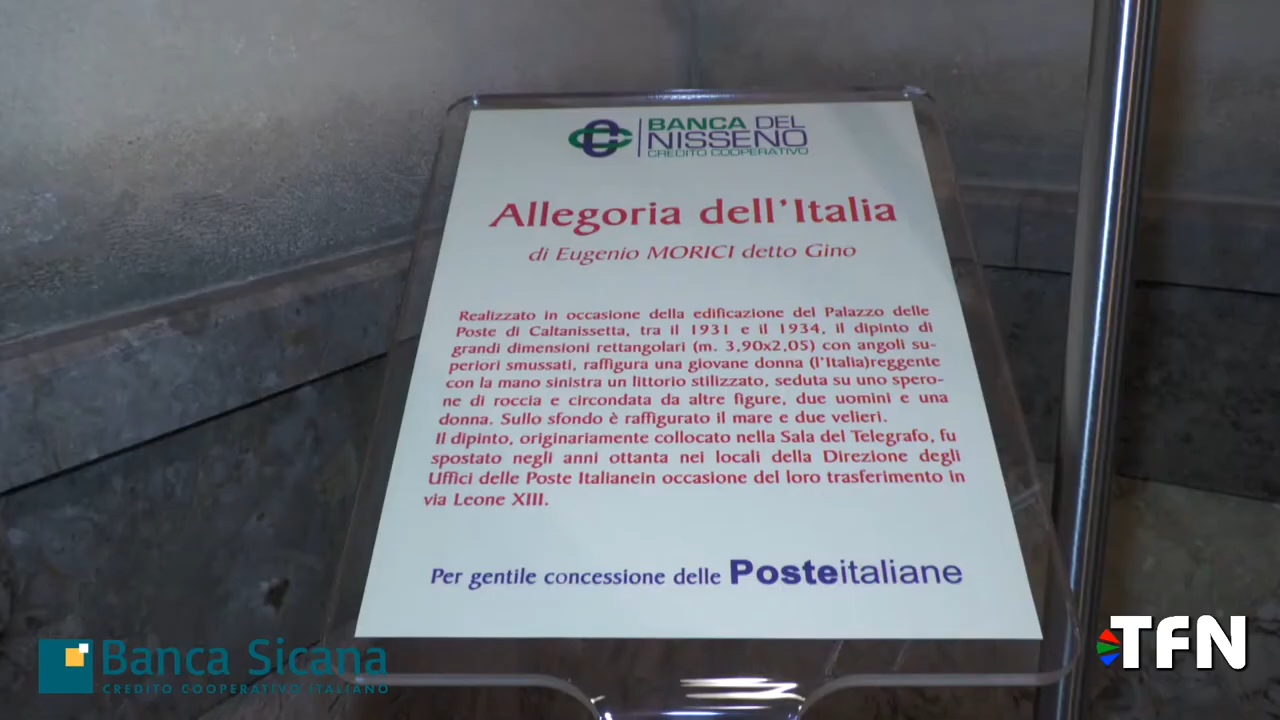 BANCA DEL
NISSENO
CREDITO COOPERATIVO
Allegoria dell'Italia
di Eugenio MORICI detto Gino
Realizzato in occasione della edificazione del Palazzo delle
Poste di Caltanissetta, tra il 1931 e il 1934, il dipinto di
grandi dimensioni rettangolari (m. 3,90x2,05) con angoli su-
periori smussati, raffigura una giovane donna (l'Italia)reggente
con la mano sinistra un littorio stilizzato, seduta su uno spero-
ne di roccia e circondata da altre figure, due uomini e una
donna. Sullo sfondo è raffigurato il mare e due velieri.
Il dipinto, originariamente collocato nella Sala del Telegrafo, fu
spostato negli anni ottanta nei locali della Direzione degli
Uffici delle Poste Italianein occasione del loro trasferimento in
via Leone XIII.
Per gentile concessione delle Posteitaliane
Banca Sicana
CREDITO COOPERATIVO ITALIANO
TFN